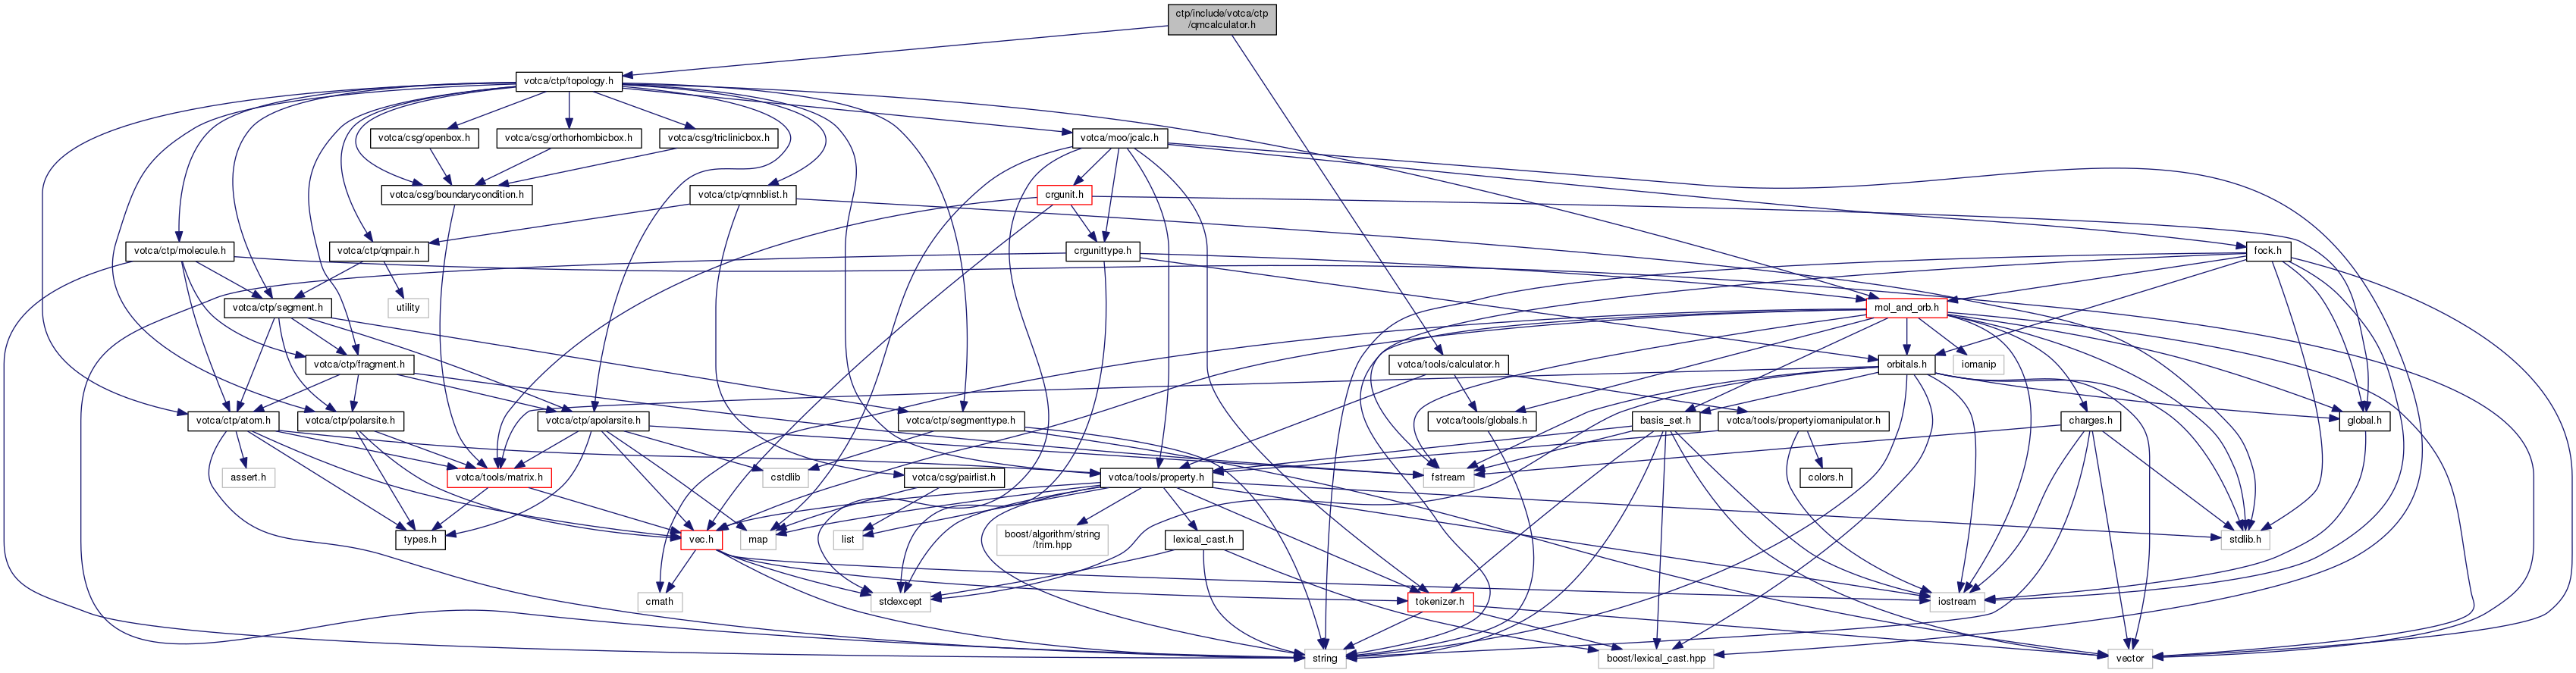 ctp/include/votca/ctp
/qmcalculator.h
votca/ctp/topology.h
votca/csg/openbox.h
votca/csg/orthorhombicbox.h
votca/csg/triclinicbox.h
votca/moo/jcalc.h
votca/csg/boundarycondition.h
votca/ctp/qmnblist.h
crgunit.h
votca/ctp/molecule.h
votca/ctp/qmpair.h
crgunittype.h
fock.h
votca/ctp/segment.h
utility
mol_and_orb.h
votca/ctp/fragment.h
votca/tools/calculator.h
orbitals.h
iomanip
votca/ctp/atom.h
votca/ctp/polarsite.h
votca/ctp/apolarsite.h
votca/ctp/segmenttype.h
votca/tools/globals.h
basis_set.h
votca/tools/propertyiomanipulator.h
charges.h
global.h
assert.h
votca/tools/matrix.h
cstdlib
votca/csg/pairlist.h
votca/tools/property.h
fstream
colors.h
types.h
vec.h
map
list
boost/algorithm/string
/trim.hpp
lexical_cast.h
stdlib.h
cmath
stdexcept
tokenizer.h
iostream
string
boost/lexical_cast.hpp
vector